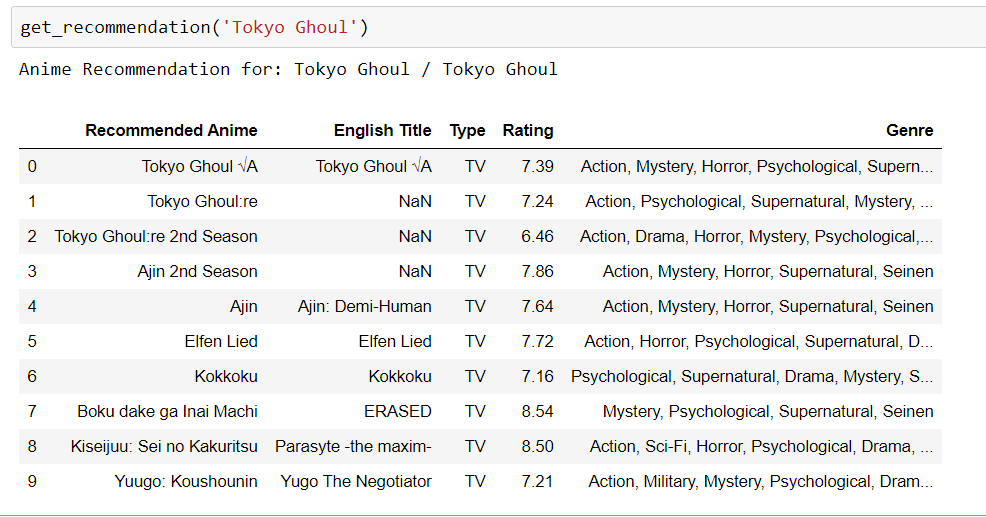 get_recommendation('Tokyo Ghoul')
Anime Recommendation for: Tokyo Ghoul / Tokyo Ghoul
Recommended Anime English Title Type Rating Genre
0 Tokyo Ghoul √A Tokyo Ghoul √A TV 7.39 Action, Mystery, Horror, Psychological, Supern...
1 Tokyo Ghoul:re NaN TV 7.24 Action, Psychological, Supernatural, Mystery, ...
2 Tokyo Ghoul:re 2nd Season NaN TV 6.46 Action, Drama, Horror, Mystery, Psychological,...
3 Ajin 2nd Season NaN TV 7.86 Action, Mystery, Horror, Supernatural, Seinen
4 Ajin Ajin: Demi-Human TV 7.64 Action, Mystery, Horror, Supernatural, Seinen
5 Elfen Lied Elfen Lied TV 7.72 Action, Horror, Psychological, Supernatural, D...
6 Kokkoku Kokkoku TV 7.16 Psychological, Supernatural, Drama, Mystery, S...
7 Boku dake ga Inai Machi ERASED TV 8.54 Mystery, Psychological, Supernatural, Seinen
8 Kiseijuu: Sei no Kakuritsu Parasyte -the maxim- TV 8.50 Action, Sci-Fi, Horror, Psychological, Drama, ...
9 Yuugo: Koushounin Yugo The Negotiator TV 7.21 Action, Military, Mystery, Psychological, Dram...